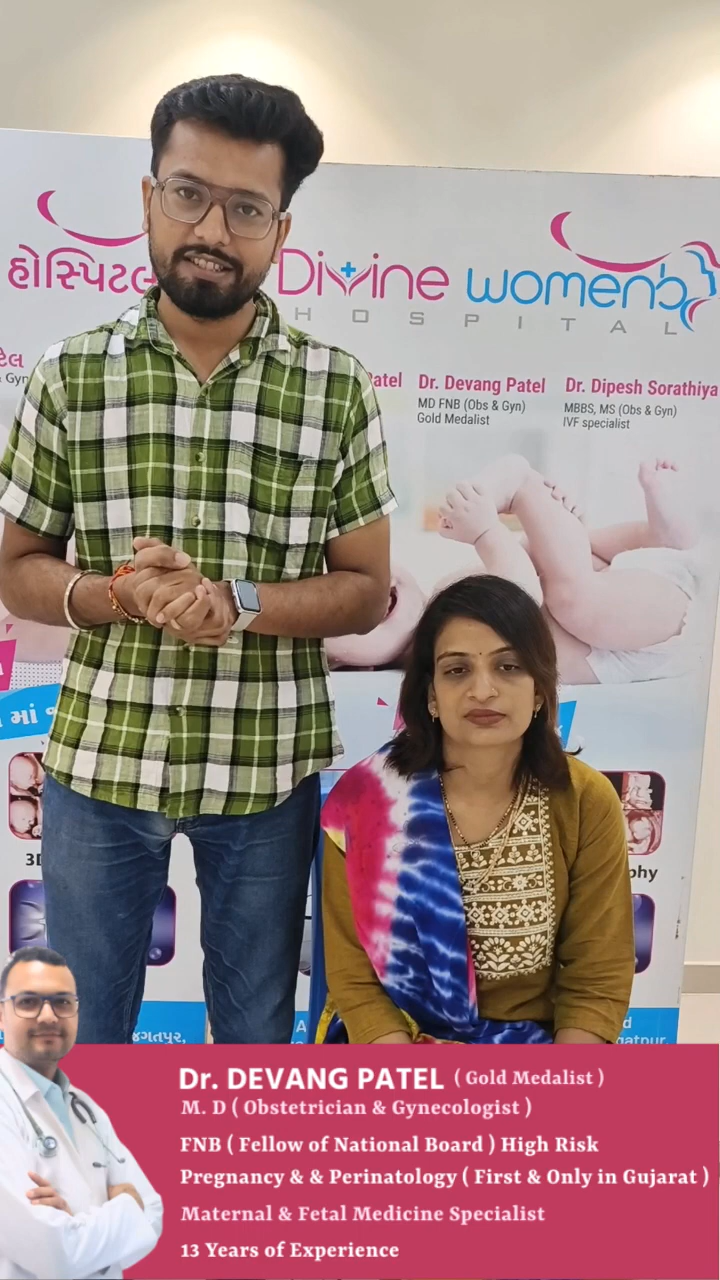 હોસ્પિટલ
Divine women's
HOSPITAL
Patel
Dr. Devang Patel
MD FNB (Obs & Gyn)
Gold Medalist
Dr. Dipesh Sorathiya
MBBS, MS (Obs & Gyn)
IVF specialist
માં
3D
phy
જગતપુર,
Dr. DEVANG PATEL ( Gold Medalist )
M. D ( Obstetrician & Gynecologist )
FNB ( Fellow of National Board ) High Risk
Pregnancy & & Perinatology ( First & Only in Gujarat )
Maternal & Fetal Medicine Specialist
13 Years of Experience